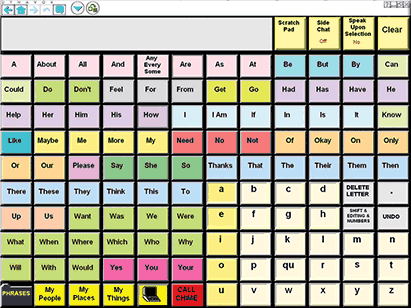 Scratch Pad
Side Chat
Off
Speak Upon Selection
No
Clear
A About All And Any Every Some Are As At Be But By Can
Could Do Don't Feel For From Get Go Had Has Have He
Help Her Him His How I I Am If In Is It Know
Like Maybe Me More My Need No Not Of Okay On Only
Or Our Please Say She So Thanks That The Their Them Then
There These They Think This To a b c d DELETE LETTER .
Up Us Want Was We Were e f g h SHIFT & EDITING & NUMBERS UNDO
What When Where Which Who Why i j k l m n
Will With Would Yes You Your o p qu r s t
PHRASES My People My Places My Things CALL CHIME u v w x y z